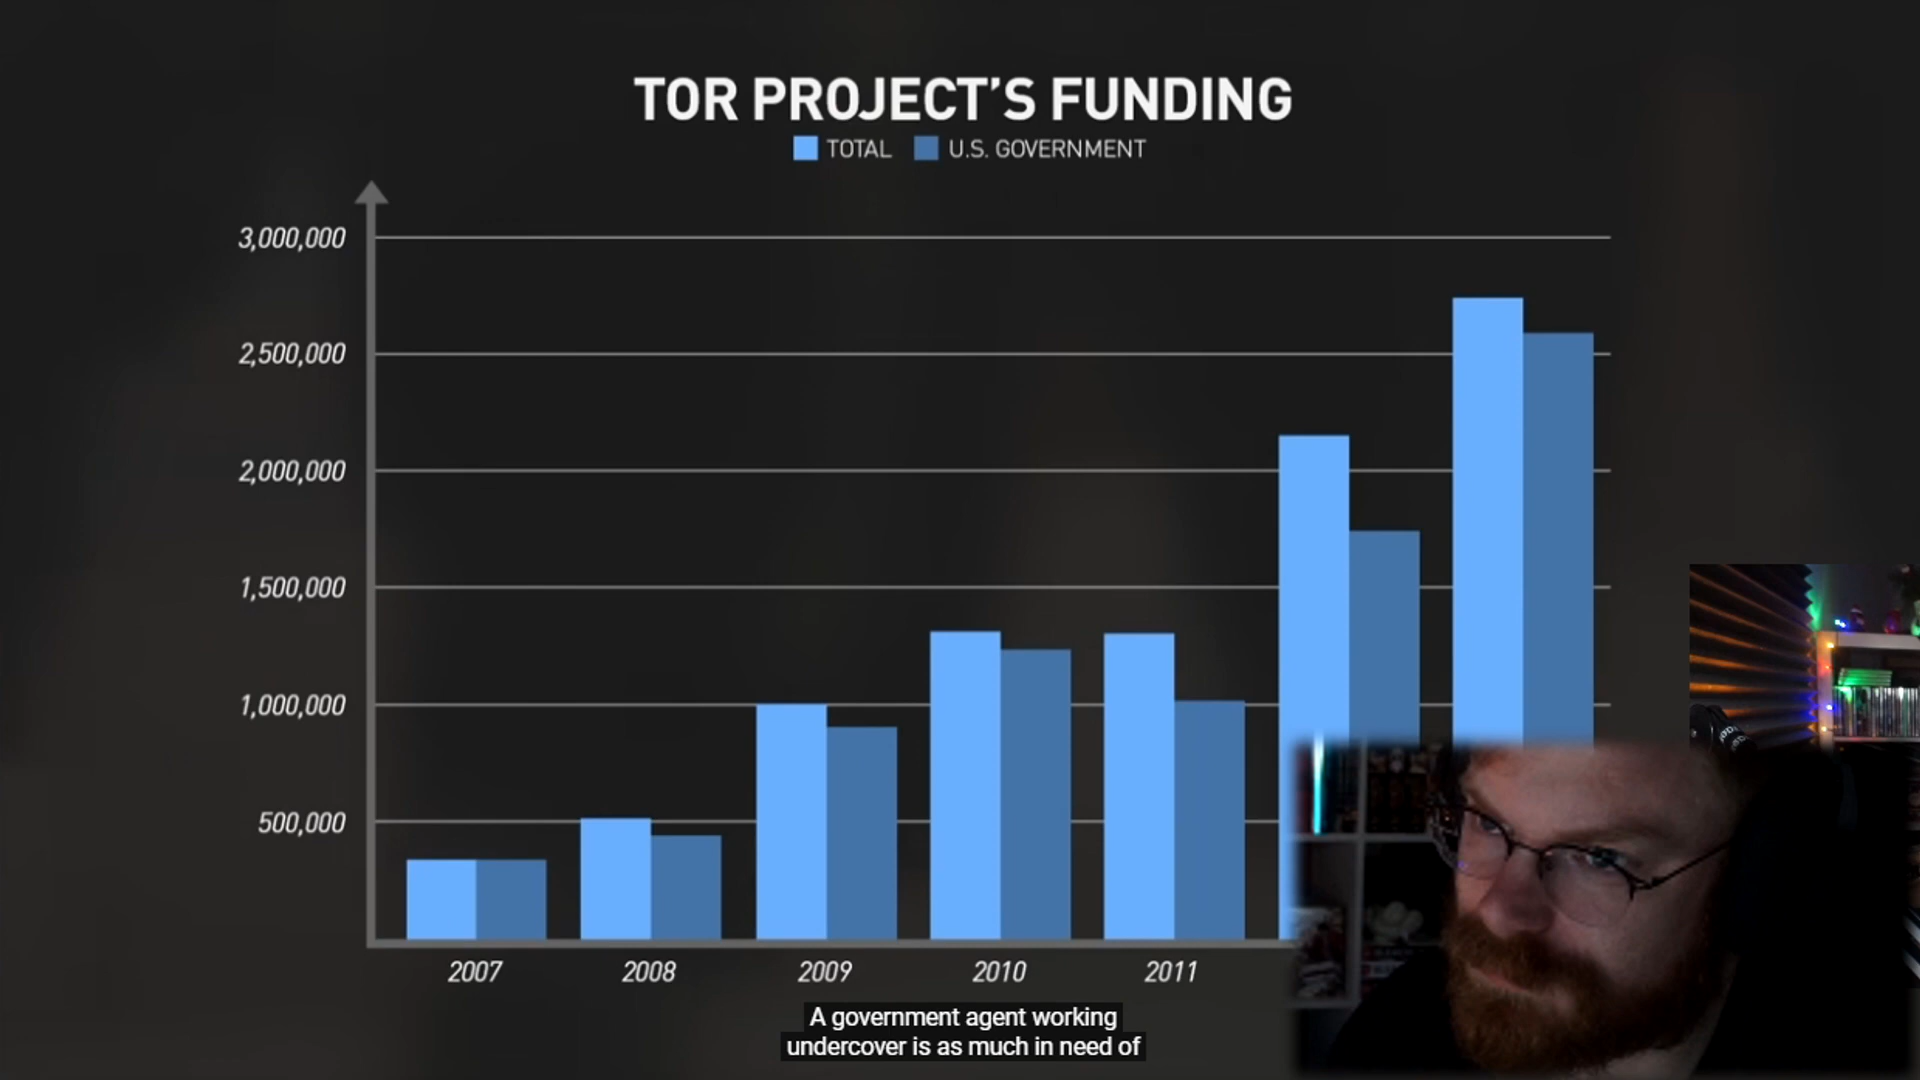 TOR PROJECT'S FUNDING
TOTAL U.S. GOVERNMENT
3,000,000
2,500,000
2,000,000
1,500,000
1,000,000
500,000
2007 2008 2009 2010 2011
A government agent working
undercover is as much in need of